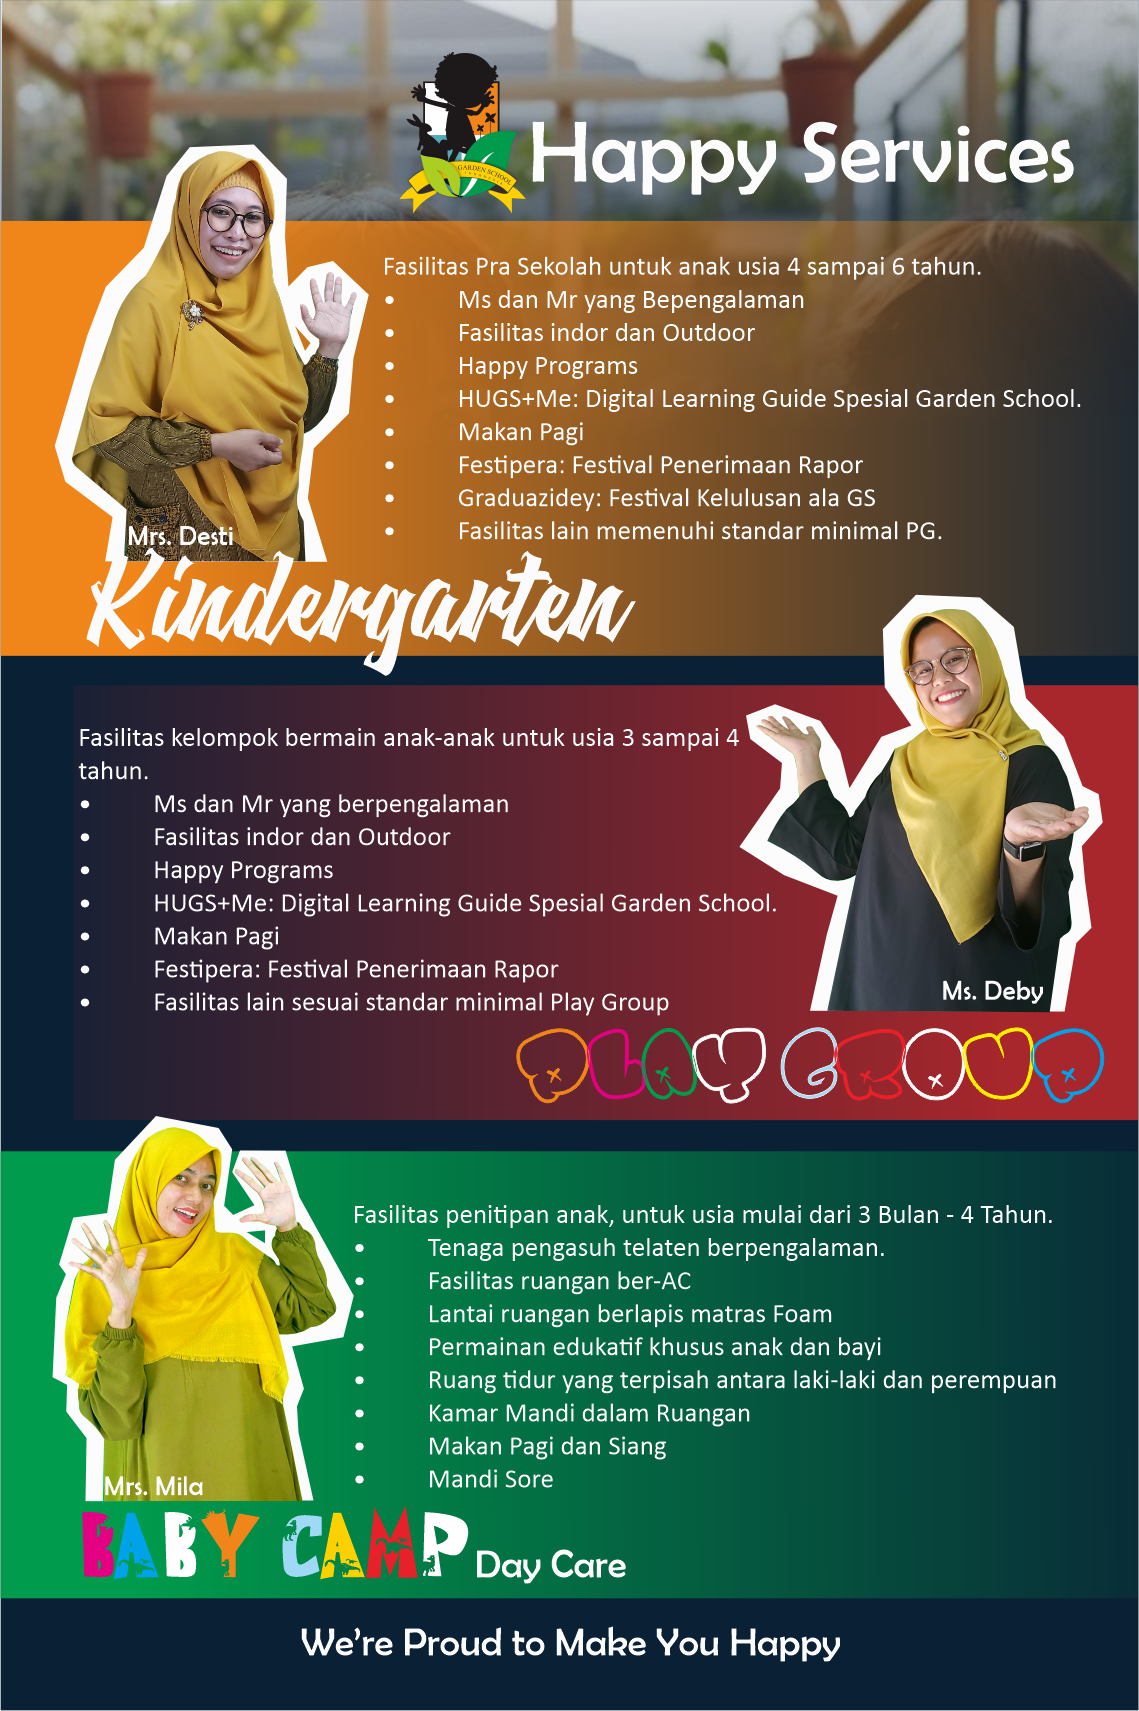 GARDEN SCHOOL
Happy Services
Fasilitas Pra Sekolah untuk anak usia 4 sampai 6 tahun.
• Ms dan Mr yang Bepengalaman
• Fasilitas indor dan Outdoor
• Happy Programs
• HUGS+Me: Digital Learning Guide Spesial Garden School.
• Makan Pagi
• Festipera: Festival Penerimaan Rapor
• Graduazidey: Festival Kelulusan ala GS
• Fasilitas lain memenuhi standar minimal PG.
Mrs. Desti
Kindergarten
Fasilitas kelompok bermain anak-anak untuk usia 3 sampai 4
tahun.
• Ms dan Mr yang berpengalaman
• Fasilitas indor dan Outdoor
• Happy Programs
• HUGS+Me: Digital Learning Guide Spesial Garden School.
• Makan Pagi
• Festipera: Festival Penerimaan Rapor
• Fasilitas lain sesuai standar minimal Play Group
Ms. Deby
PLAY GROUP
Fasilitas penitipan anak, untuk usia mulai dari 3 Bulan - 4 Tahun.
• Tenaga pengasuh telaten berpengalaman.
• Fasilitas ruangan ber-AC
• Lantai ruangan berlapis matras Foam
• Permainan edukatif khusus anak dan bayi
• Ruang tidur yang terpisah antara laki-laki dan perempuan
• Kamar Mandi dalam Ruangan
• Makan Pagi dan Siang
• Mandi Sore
Mrs. Mila
BABY CAMP Day Care
We're Proud to Make You Happy